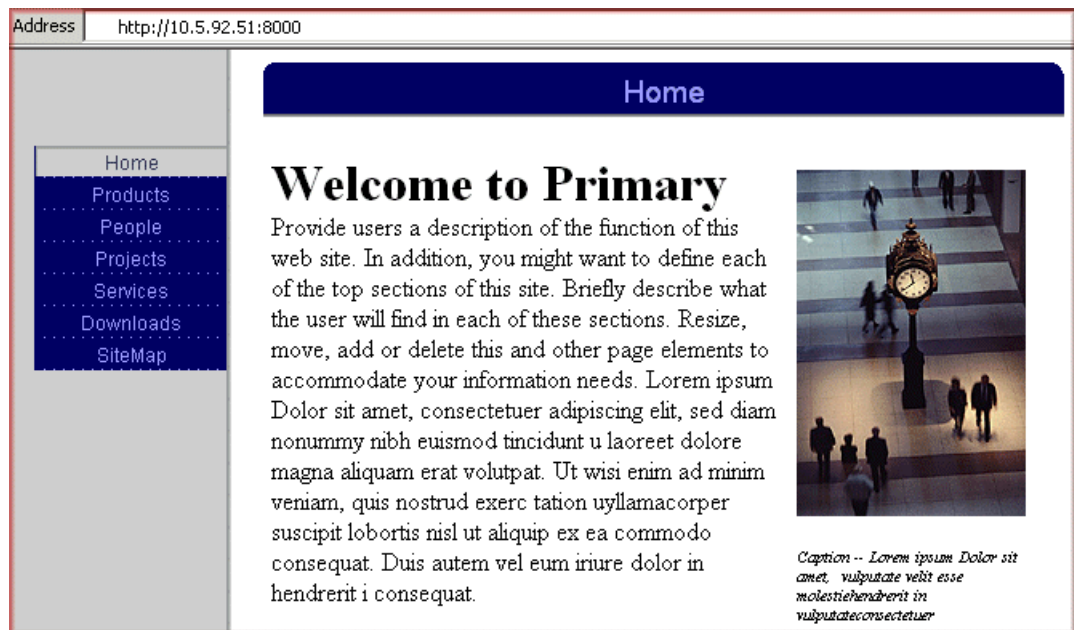 Address http://10.5.92.51:8000
Home
Home
Products
People
Projects
Services
Downloads
SiteMap
Welcome to Primary
Provide users a description of the function of this
web site. In addition, you might want to define each
of the top sections of this site. Briefly describe what
the user will find in each of these sections. Resize,
move, add or delete this and other page elements to
accommodate your information needs. Lorem ipsum
Dolor sit amet, consectetuer adipiscing elit, sed diam
nonummy nibh euismod tincidunt u laoreet dolore
magna aliquam erat volutpat. Ut wisi enim ad minim
veniam, quis nostrud exerc tation uyllamacorper
suscipit lobortis nisl ut aliquip ex ea commodo
consequat. Duis autem vel eum iriure dolor in
hendrerit i consequat.
Caption -- Lorem ipsum Dolor sit
amet, vulputate velit esse
molestiehendrerit in
vulputateconsectetuer